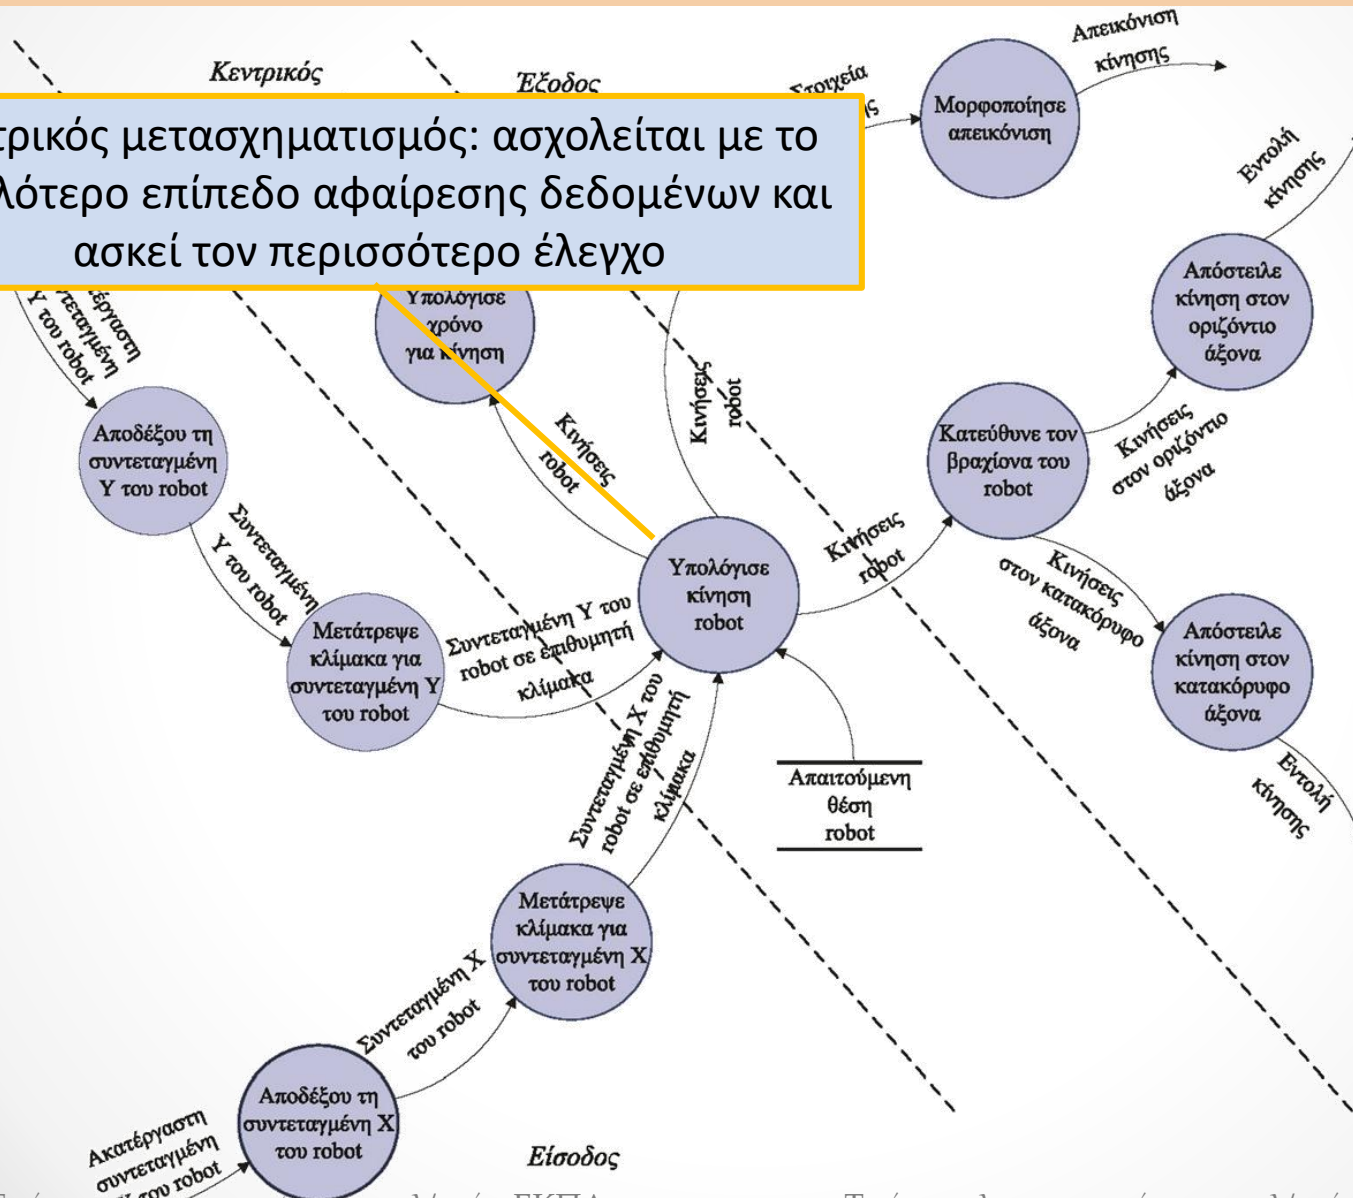 Κεντρικός
Έξοδος
μετασχηματισμός: ασχολείται με το
επίπεδο αφαίρεσης δεδομένων και
ασκεί τον περισσότερο έλεγχο
Στοιχεία
Μορφοποίησε
απεικόνιση
Απεικόνιση
κίνησης
Εντολή
κίνησης
Απόστειλε
κίνηση στον
οριζόντιο
άξονα
Υπολόγισε
χρόνο
για κίνηση
Κινήσεις
robot
Κινήσεις
robot
Υ του robot
Αποδέξου τη
συντεταγμένη
Υ του robot
Κατεύθυνε τον
βραχίονα του
robot
Κινήσεις
στον οριζόντιο
άξονα
Συντεταγμένη
Υ του robot
Κινήσεις
robot
Υπολόγισε
κίνηση
robot
Κινήσεις
στον κατακόρυφο
άξονα
Μετάτρεψε
κλίμακα για
συντεταγμένη Υ
του robot
Συντεταγμένη Υ του
robot σε επιθυμητή
κλίμακα
Απόστειλε
κίνηση στον
κατακόρυφο
άξονα
Συντεταγμένη Χ του
robot σε επιθυμητή
κλίμακα
Απαιτούμενη
θέση
robot
Εντολή
κίνησης
Μετάτρεψε
κλίμακα για
συντεταγμένη Χ
του robot
Συντεταγμένη Χ
του robot
Αποδέξου τη
συντεταγμένη Χ
του robot
Ακατέργαστη
συντεταγμένη
του robot
Είσοδος